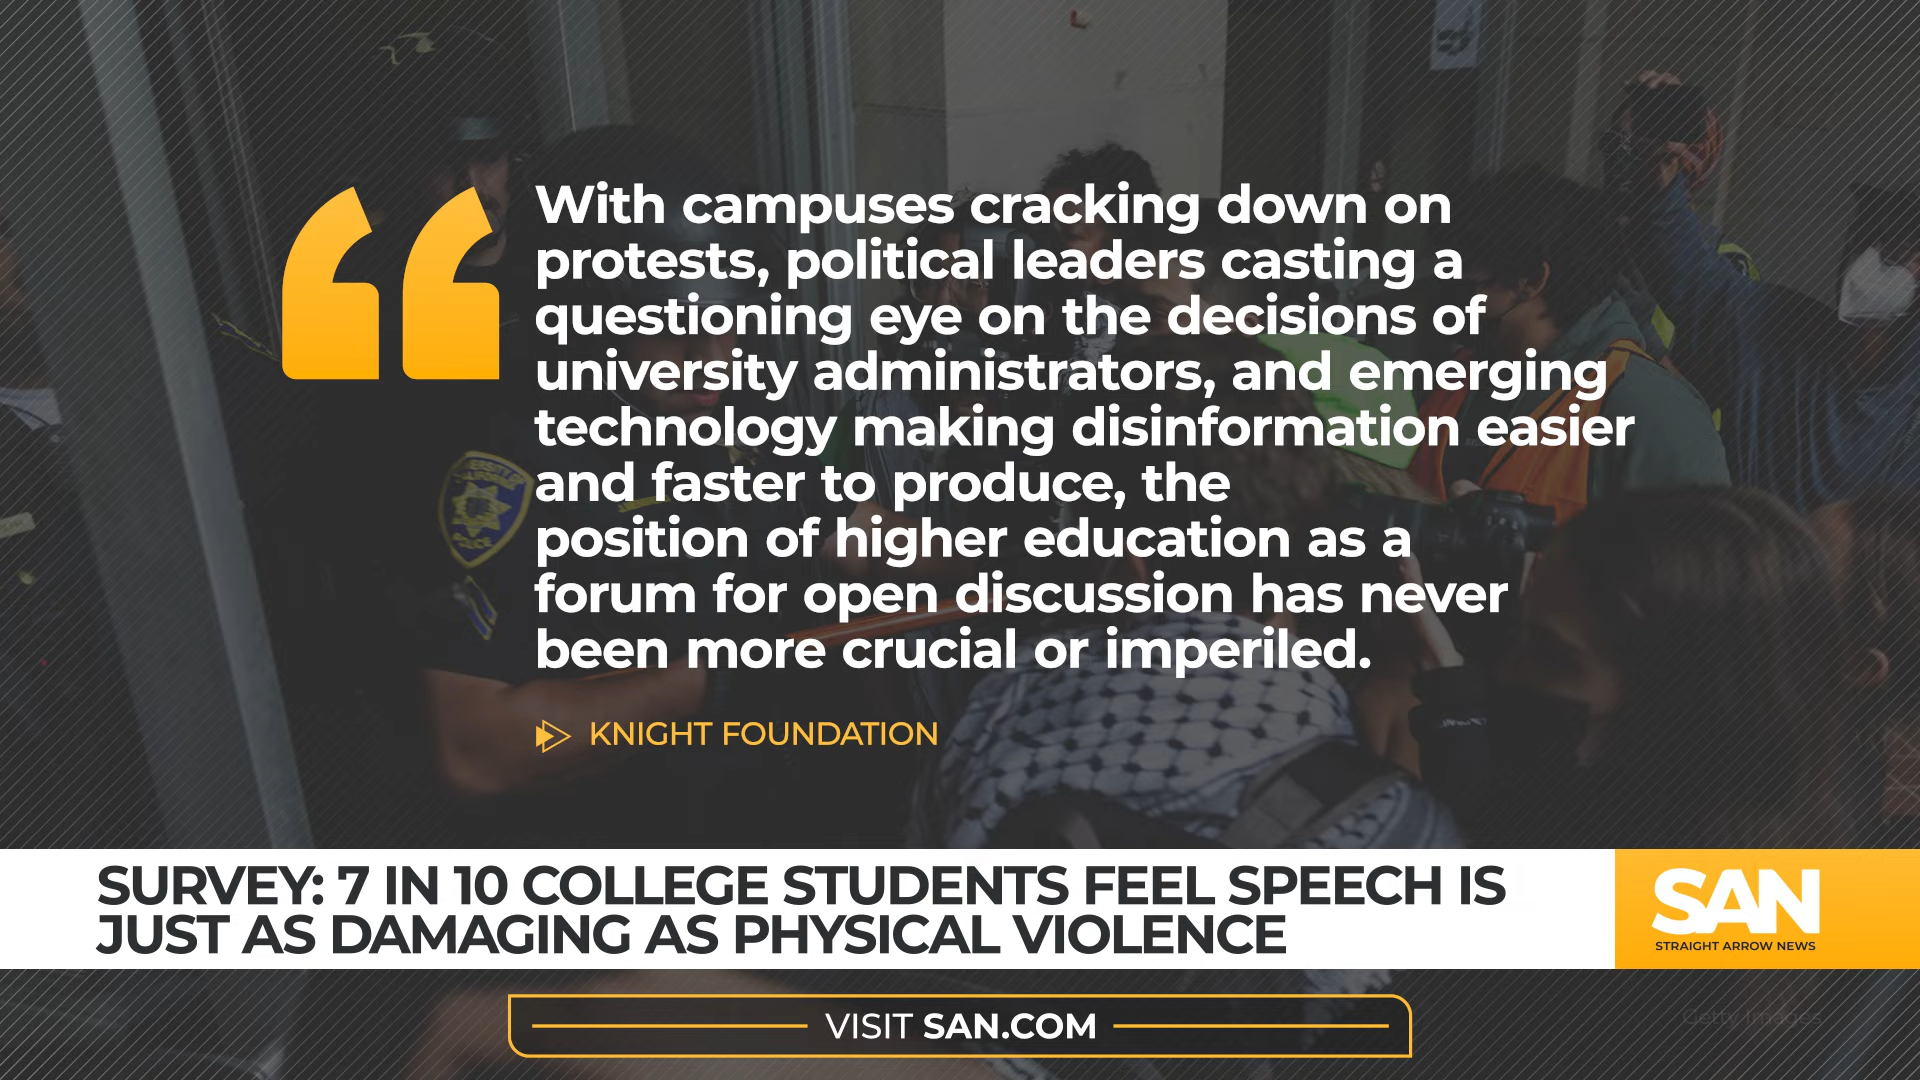 With campuses cracking down on
protests, political leaders casting a
questioning eye on the decisions of
university administrators, and emerging
technology making disinformation easier
and faster to produce, the
position of higher education as a
forum for open discussion has never
been more crucial or imperiled.
KNIGHT FOUNDATION
SURVEY: 7 IN 10 COLLEGE STUDENTS FEEL SPEECH IS
JUST AS DAMAGING AS PHYSICAL VIOLENCE
SAN
STRAIGHT ARROW NEWS
VISIT SAN.COM
Getty Images